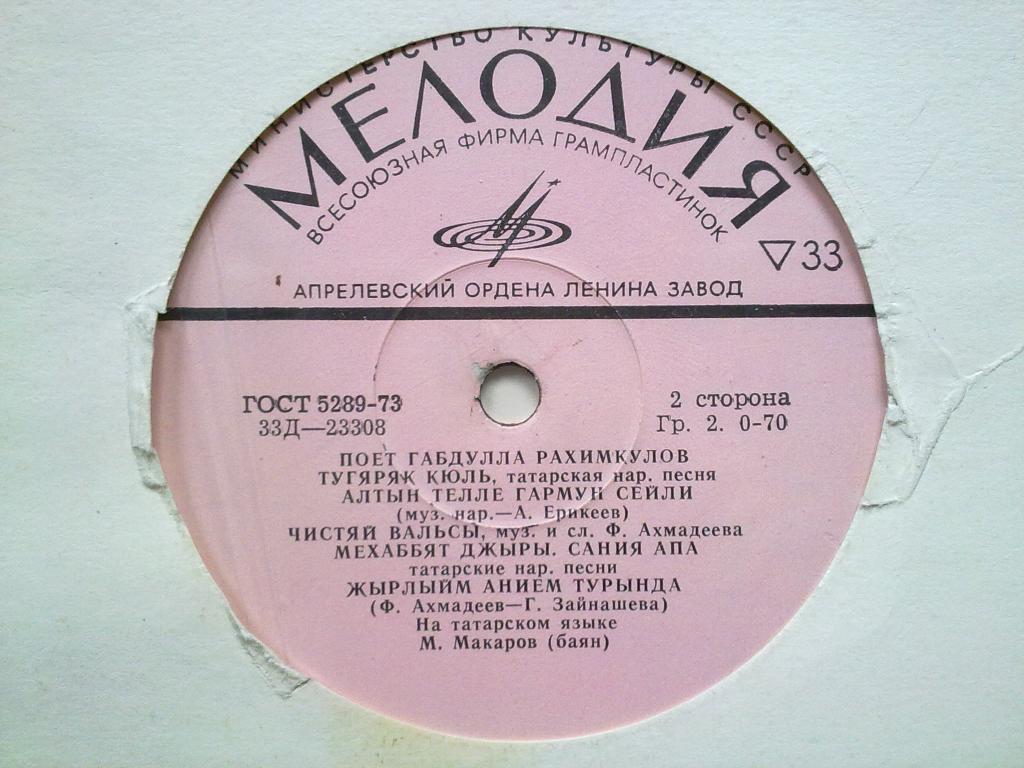 МИНИСТЕРСТВО КУЛЬТУРЫ СССР
МЕЛОДИЯ
ВСЕСОЮЗНАЯ ФИРМА ГРАМПЛАСТИНОК
▽33
АПРЕЛЕВСКИЙ ОРДЕНА ЛЕНИНА ЗАВОД
ГОСТ 5289-73
33Д—23308
2 сторона
Гр. 2. 0-70
ПОЕТ ГАБДУЛЛА РАХИМКУЛОВ
ТУГЯРЯК КЮЛЬ, татарская нар. песня
АЛТЫН ТЕЛЛЕ ГАРМУН СЕЙЛИ
(муз. нар.—А. Ерикеев)
ЧИСТЯЙ ВАЛЬСЫ, муз. и сл. Ф. Ахмадеева
МЕХАББЯТ ДЖЫРЫ. САНИЯ АПА
татарские нар. песни
ЖЫРЛЫЙМ АНИЕМ ТУРЫНДА
(Ф. Ахмадеев—Г. Зайнашева)
На татарском языке
М. Макаров (баян)